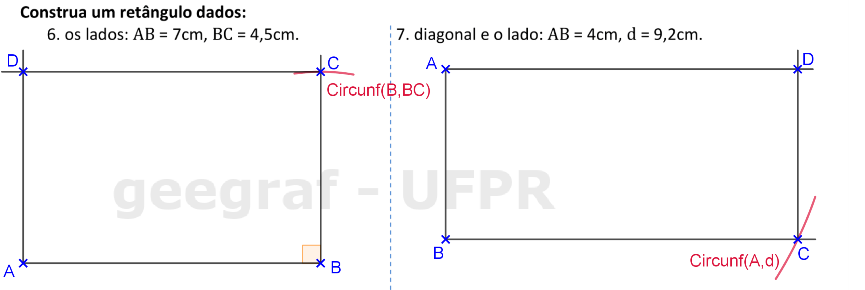 Construa um retângulo dados:
6. os lados: AB = 7cm, BC = 4,5cm.
D
C
Circunf(B,BC)
A
B
7. diagonal e o lado: AB = 4cm, d = 9,2cm.
A
D
B
C
Circunf(A,d)
geegraf - UFPR